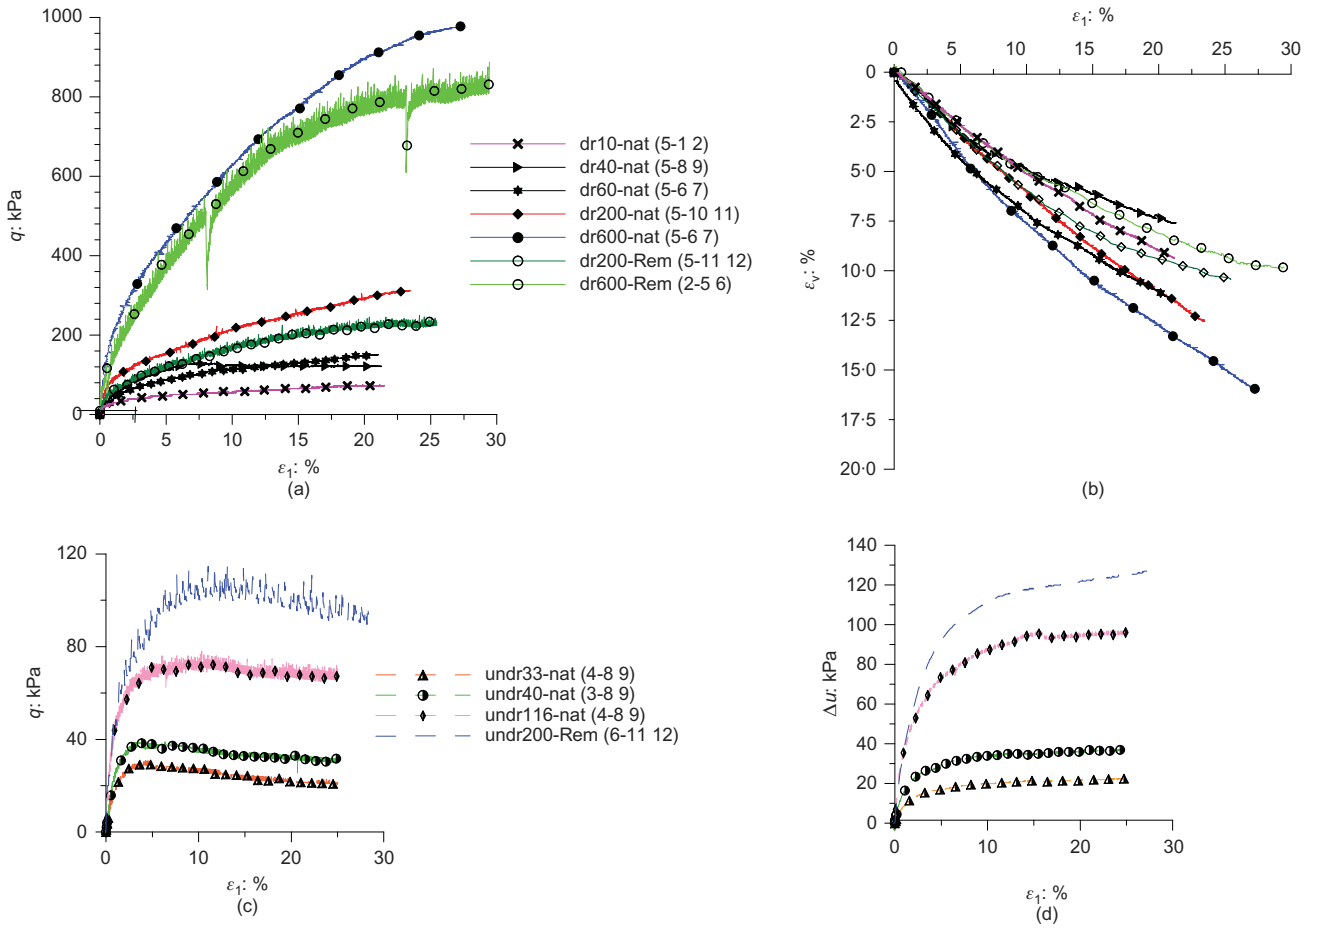 1000
800
600
400
200
0
q: kPa
0 5 10 15 20 25 30
ε1: %
(a)
dr10-nat (5-1 2)
dr40-nat (5-8 9)
dr60-nat (5-6 7)
dr200-nat (5-10 11)
dr600-nat (5-6 7)
dr200-Rem (5-11 12)
dr600-Rem (2-5 6)
ε1: %
0 5 10 15 20 25 30
0
2·5
5·0
7·5
10·0
12·5
15·0
17·5
20·0
εv: %
(b)
120
80
40
0
q: kPa
0 10 20 30
ε1: %
(c)
undr33-nat (4-8 9)
undr40-nat (3-8 9)
undr116-nat (4-8 9)
undr200-Rem (6-11 12)
140
120
100
80
60
40
20
0
Δu: kPa
0 10 20 30
ε1: %
(d)